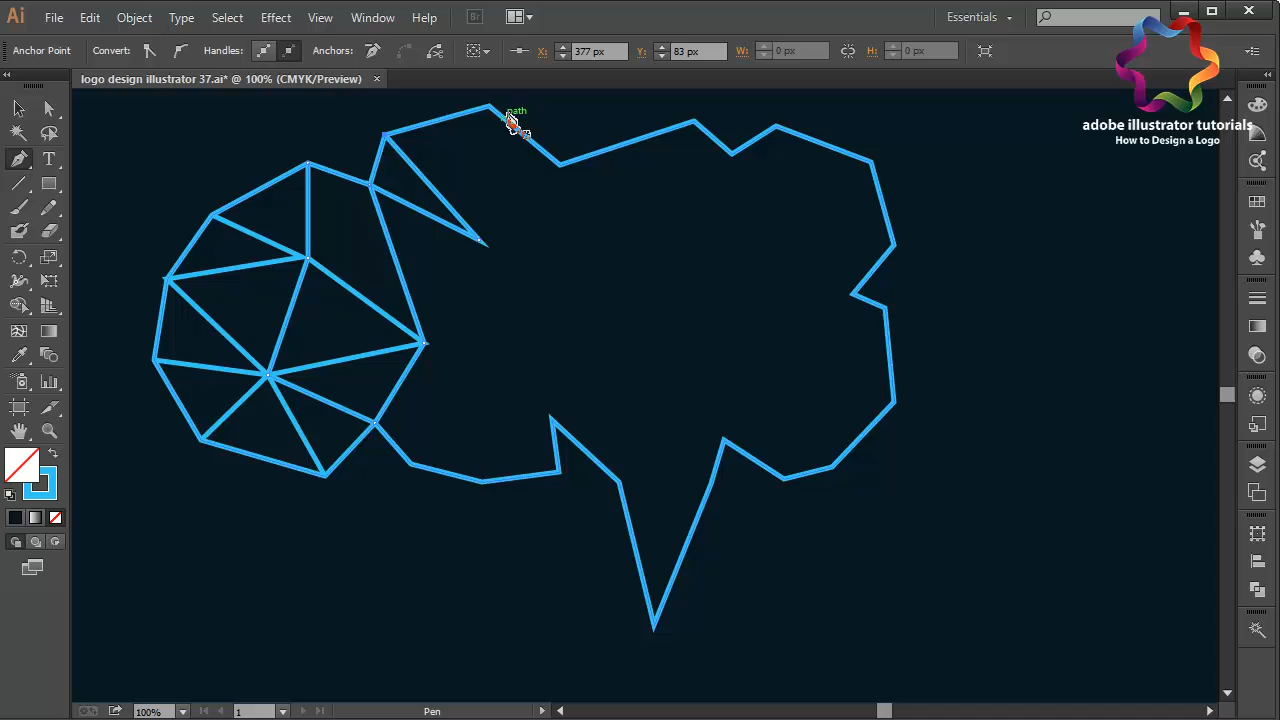 Ai File Edit Object Type Select Effect View Window Help Br Essentials
Anchor Point Convert: Handles: Anchors: X: 377 px Y: 83 px W: 0 px H: 0 px
logo design illustrator 37.ai* @ 100% (CMYK/Preview) ×
path
adobe illustrator tutorials
How to Design a Logo
T
100% 1 Pen